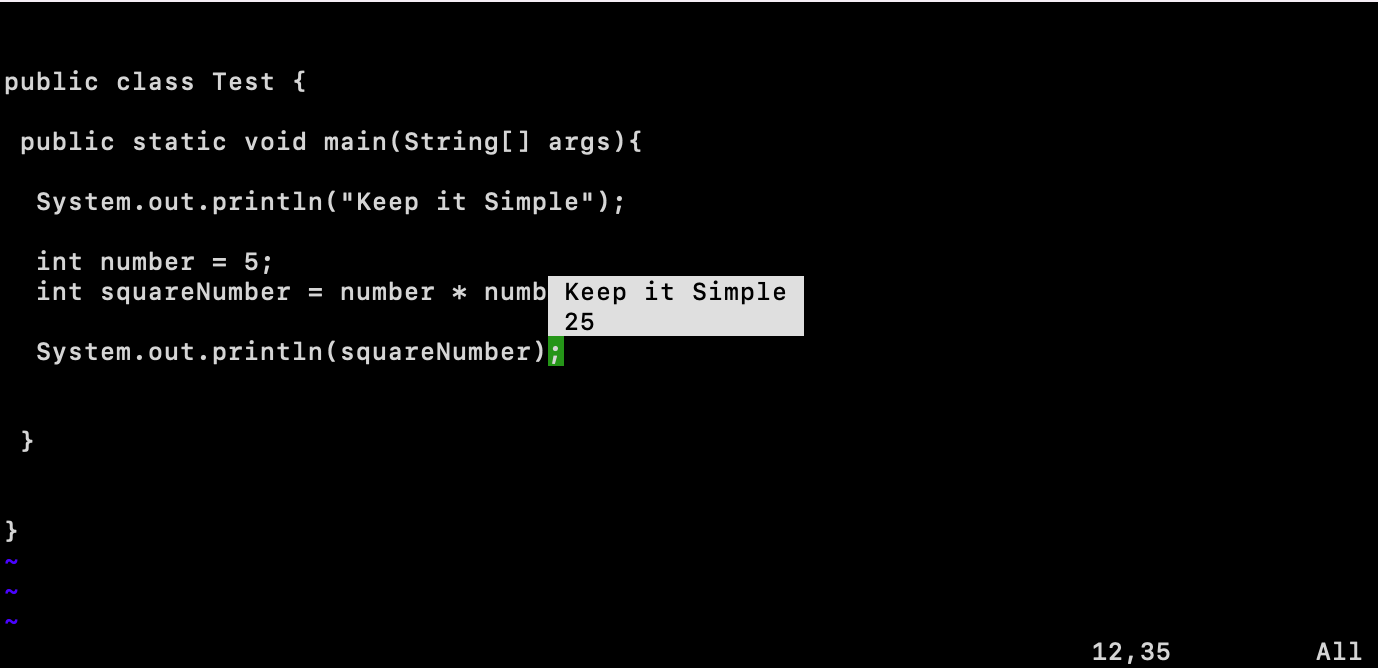 public class Test {
public static void main(String[] args){
System.out.println("Keep it Simple");
int number = 5;
int squareNumber = number * numb
Keep it Simple
25
System.out.println(squareNumber);
}
}
~
~
~
12,35 All